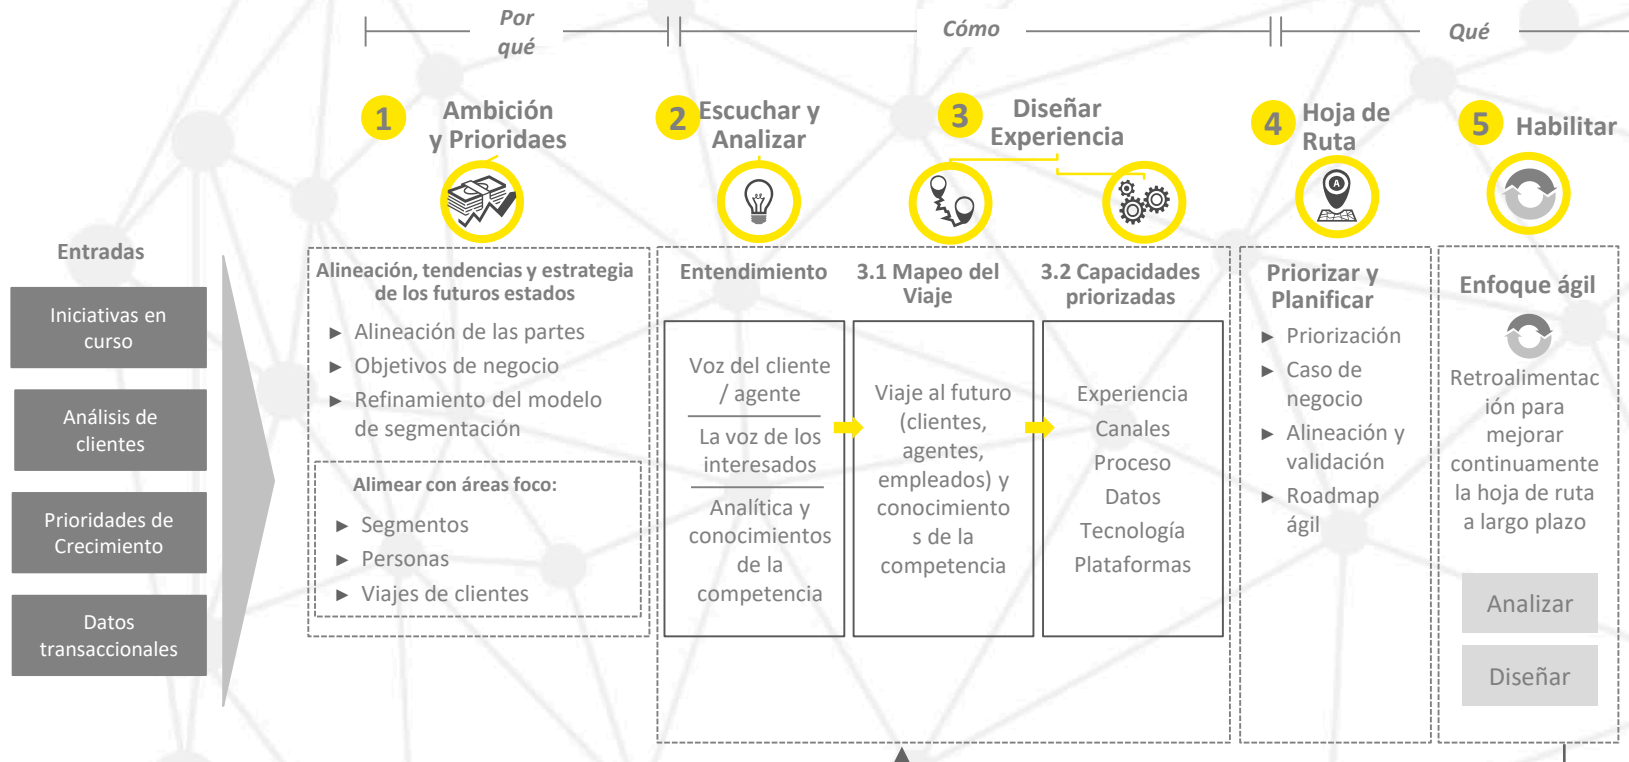 Por
qué
Cómo
Qué
1
Ambición
y Prioridaes
2
Escuchar y
Analizar
3
Diseñar
Experiencia
4
Hoja de
Ruta
5
Habilitar
A
Entradas
Iniciativas en
curso
Análisis de
clientes
Prioridades de
Crecimiento
Datos
transaccionales
Alineación, tendencias y estrategia
de los futuros estados
► Alineación de las partes
► Objetivos de negocio
► Refinamiento del modelo
de segmentación
Alimear con áreas foco:
► Segmentos
► Personas
► Viajes de clientes
Entendimiento
Voz del cliente
/ agente
La voz de los
interesados
Analítica y
conocimientos
de la
competencia
3.1 Mapeo del
Viaje
Viaje al futuro
(clientes,
agentes,
empleados) y
conocimiento
s de la
competencia
3.2 Capacidades
priorizadas
Experiencia
Canales
Proceso
Datos
Tecnología
Plataformas
Priorizar y
Planificar
► Priorización
► Caso de
negocio
► Alineación y
validación
► Roadmap
ágil
Enfoque ágil
Retroalimentac
ión para
mejorar
continuamente
la hoja de ruta
a largo plazo
Analizar
Diseñar